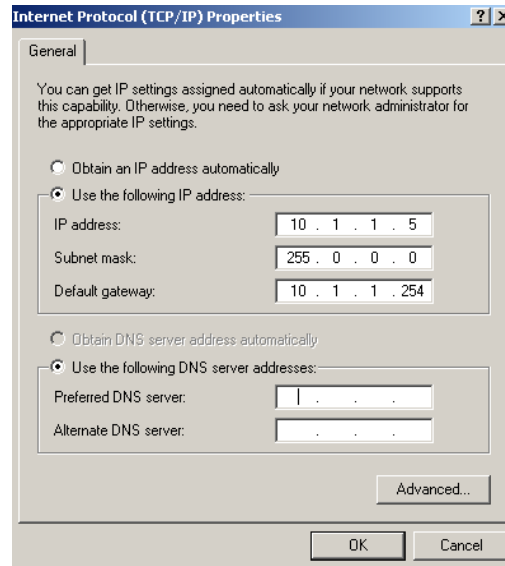 Internet Protocol (TCP/IP) Properties ? X
General
You can get IP settings assigned automatically if your network supports
this capability. Otherwise, you need to ask your network administrator for
the appropriate IP settings.
Obtain an IP address automatically
Use the following IP address:
IP address: 10 . 1 . 1 . 5
Subnet mask: 255 . 0 . 0 . 0
Default gateway: 10 . 1 . 1 . 254
Obtain DNS server address automatically
Use the following DNS server addresses:
Preferred DNS server: . . .
Alternate DNS server: . . .
Advanced...
OK Cancel